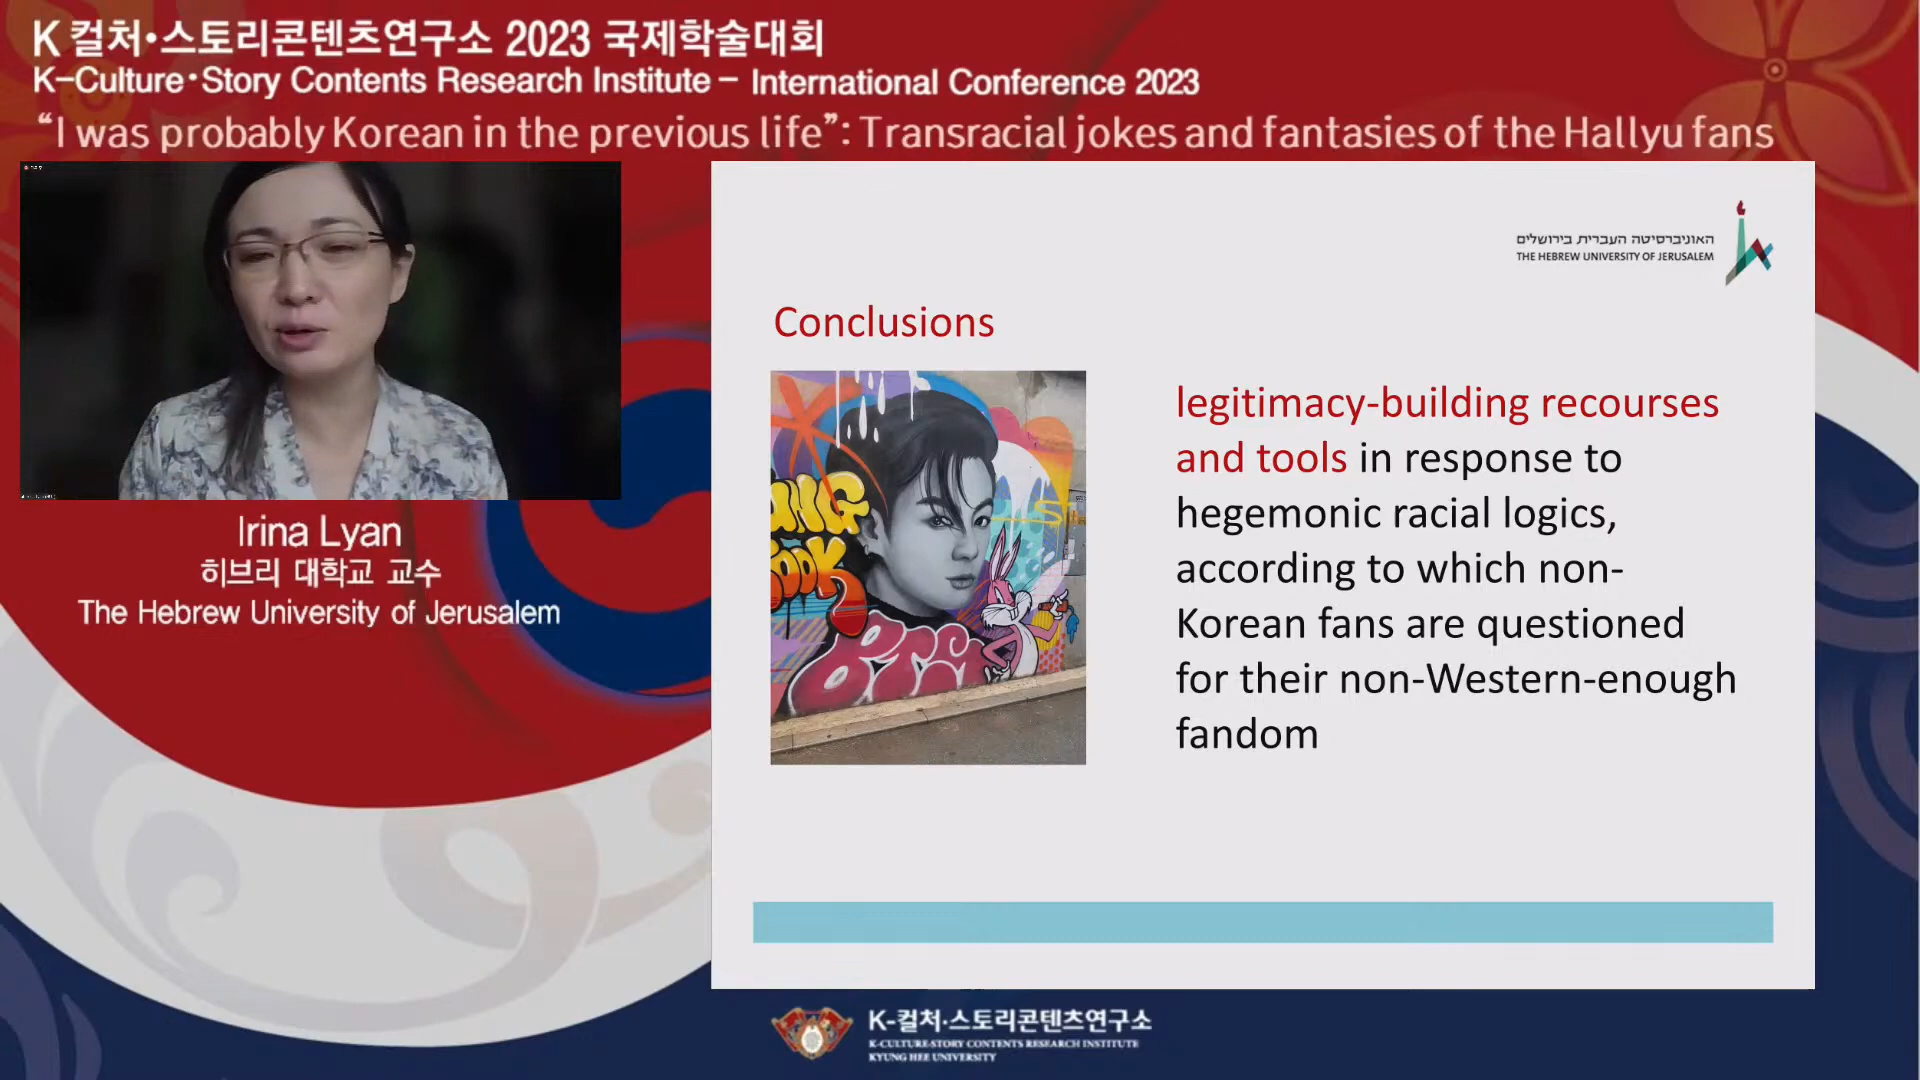 K 컬처•스토리콘텐츠연구소 2023 국제학술대회
K-Culture•Story Contents Research Institute – International Conference 2023
“I was probably Korean in the previous life”: Transracial jokes and fantasies of the Hallyu fans
האוניברסיטה העברית בירושלים
THE HEBREW UNIVERSITY OF JERUSALEM
Conclusions
legitimacy-building recourses
and tools in response to
hegemonic racial logics,
according to which non-
Korean fans are questioned
for their non-Western-enough
fandom
BTS
Irina Lyan
히브리 대학교 교수
The Hebrew University of Jerusalem
K-컬처•스토리콘텐츠연구소
K-CULTURE•STORY CONTENTS RESEARCH INSTITUTE
KYUNG HEE UNIVERSITY